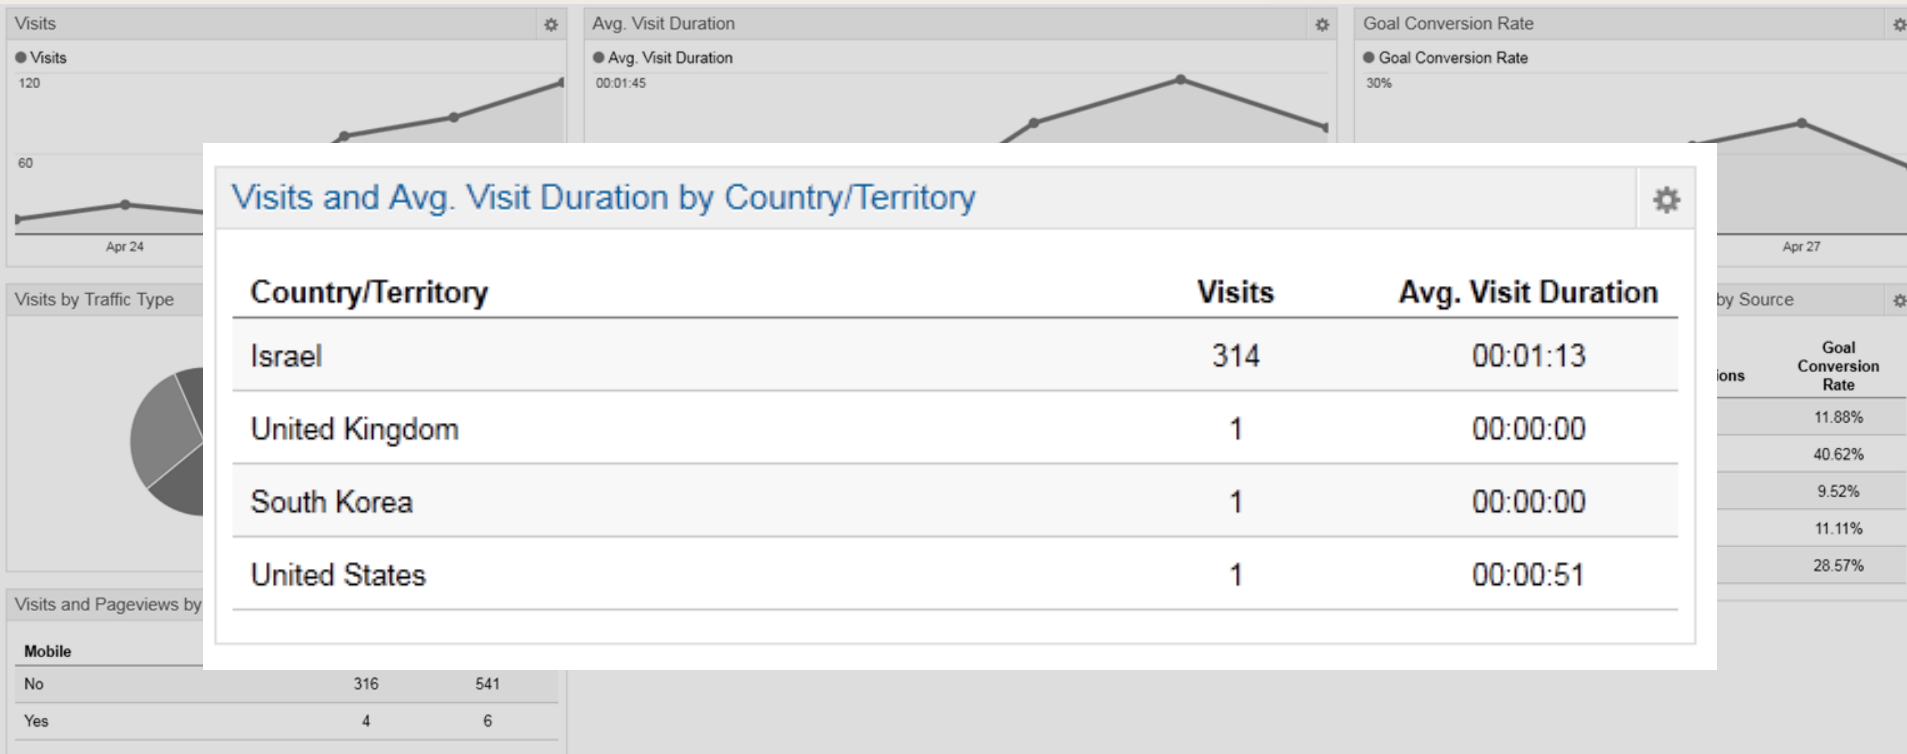 Visits
Avg. Visit Duration
Goal Conversion Rate
Visits
Avg. Visit Duration
Goal Conversion Rate
120
00:01:45
30%
60
Visits and Avg. Visit Duration by Country/Territory
Apr 24
Apr 27
Country/Territory Visits Avg. Visit Duration
Israel 314 00:01:13
United Kingdom 1 00:00:00
South Korea 1 00:00:00
United States 1 00:00:51
Visits by Traffic Type
by Source
Goal
Conversion
Rate
11.88%
40.62%
9.52%
11.11%
28.57%
Visits and Pageviews by
Mobile
No 316 541
Yes 4 6